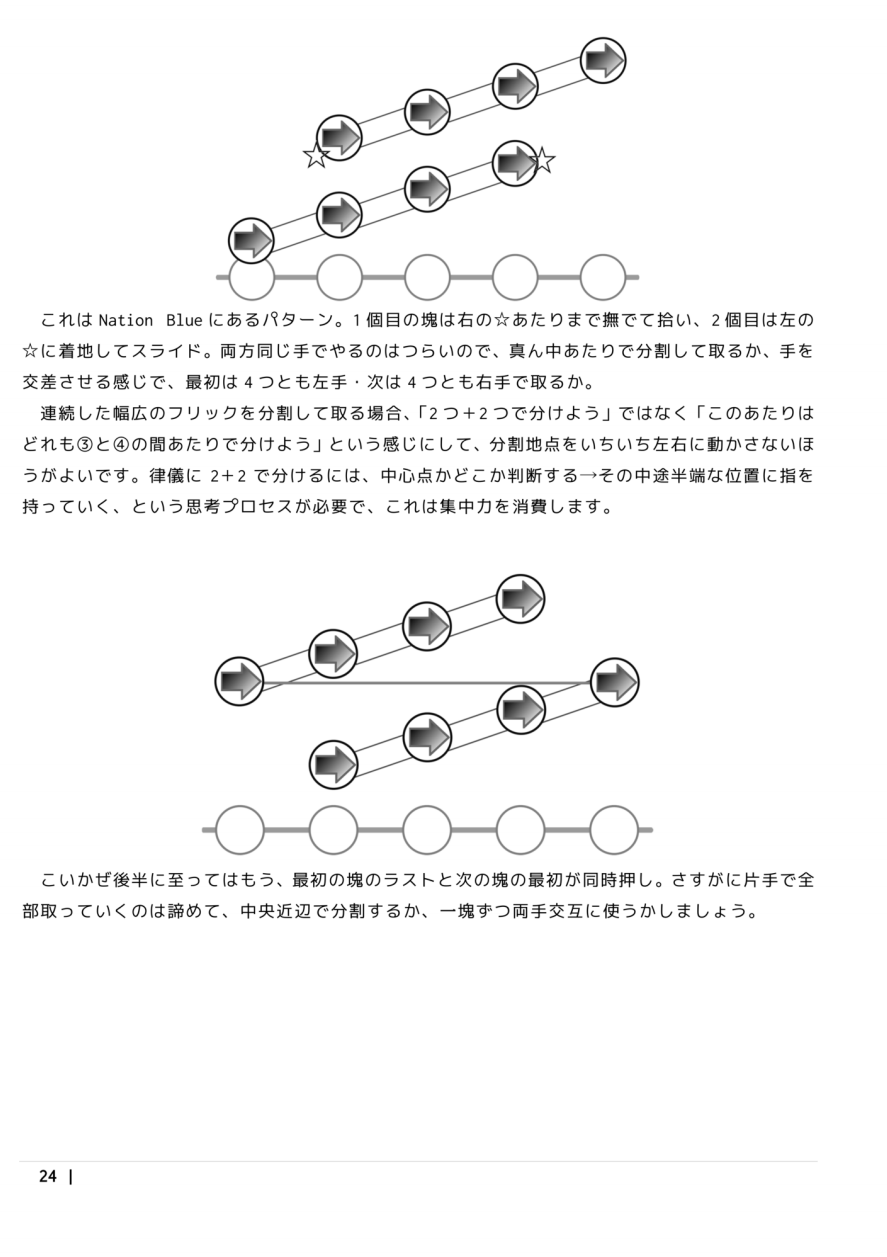 これは Nation Blue にあるパターン。1 個目の塊は右の☆あたりまで撫でて拾い、2 個目は左の
☆に着地してスライド。両方同じ手でやるのはつらいので、真ん中あたりで分割して取るか、手を
交差させる感じで、最初は 4 つとも左手・次は 4 つとも右手で取るか。
連続した幅広のフリックを分割して取る場合、「2 つ＋2 つで分けよう」ではなく「このあたりは
どれも③と④の間あたりで分けよう」という感じにして、分割地点をいちいち左右に動かさないほ
うがよいです。律儀に 2+2 で分けるには、中心点かどこか判断する→その中途半端な位置に指を
持っていく、という思考プロセスが必要で、これは集中力を消費します。
こいかぜ後半に至ってはもう、最初の塊のラストと次の塊の最初が同時押し。さすがに片手で全
部取っていくのは諦めて、中央近辺で分割するか、一塊ずつ両手交互に使うかしましょう。
24 |